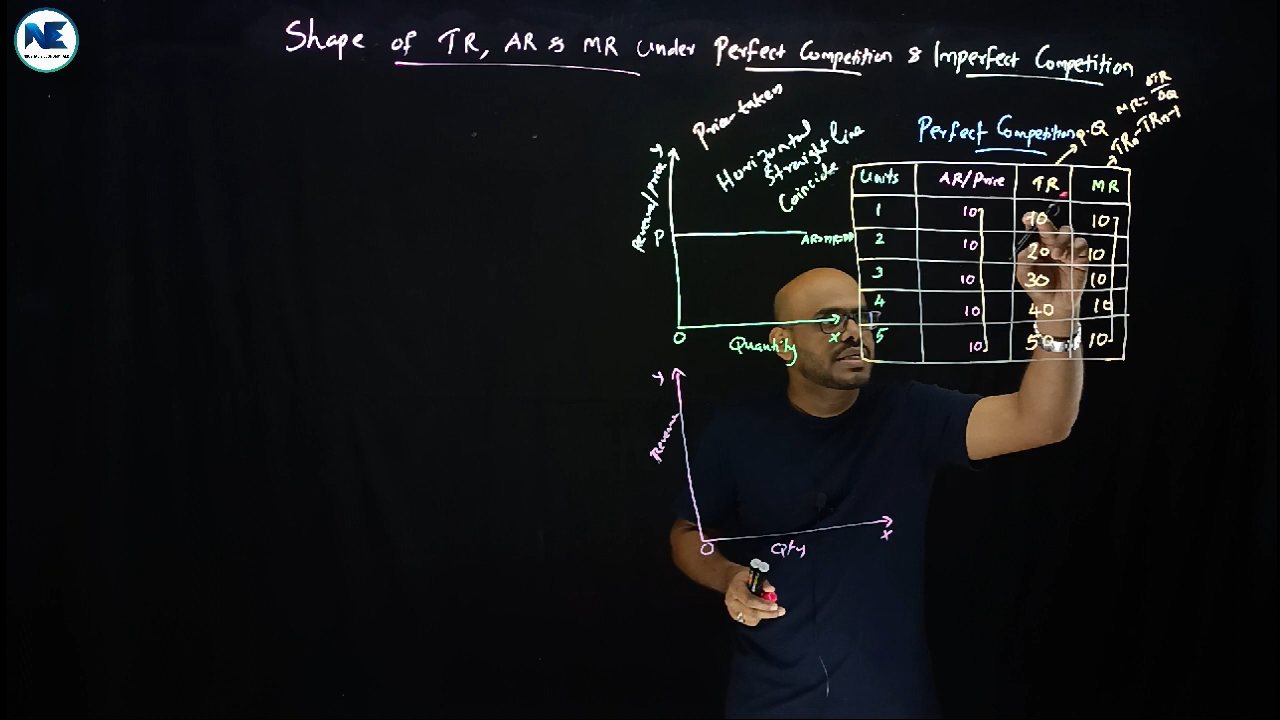 NE
Shape of TR, AR & MR under Perfect Competition & Imperfect Competition
Price taker
Horizontal
Straight line
Coincide
Perfect Competition
P.Q
MR = ΔTR/ΔQ
TRn-TRn-1
Y
Revenue/price
P
AR=MR=
O
Quantity
X
Units AR/Price TR MR
1 10 10 10
2 10 20 10
3 10 30 10
4 10 40 10
5 10 50 10
Y
Revenue
O
Qty
X